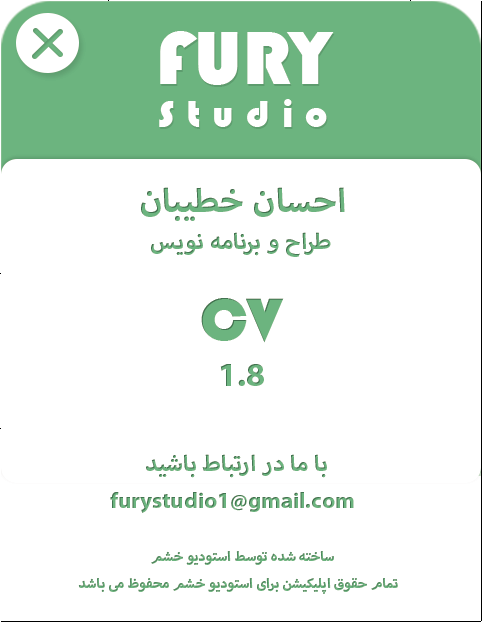 FURY
Studio
احسان خطیبان
طراح و برنامه نویس
CV
1.8
با ما در ارتباط باشید
furystudio1@gmail.com
ساخته شده توسط استودیو خشم
تمام حقوق اپلیکیشن برای استودیو خشم محفوظ می باشد